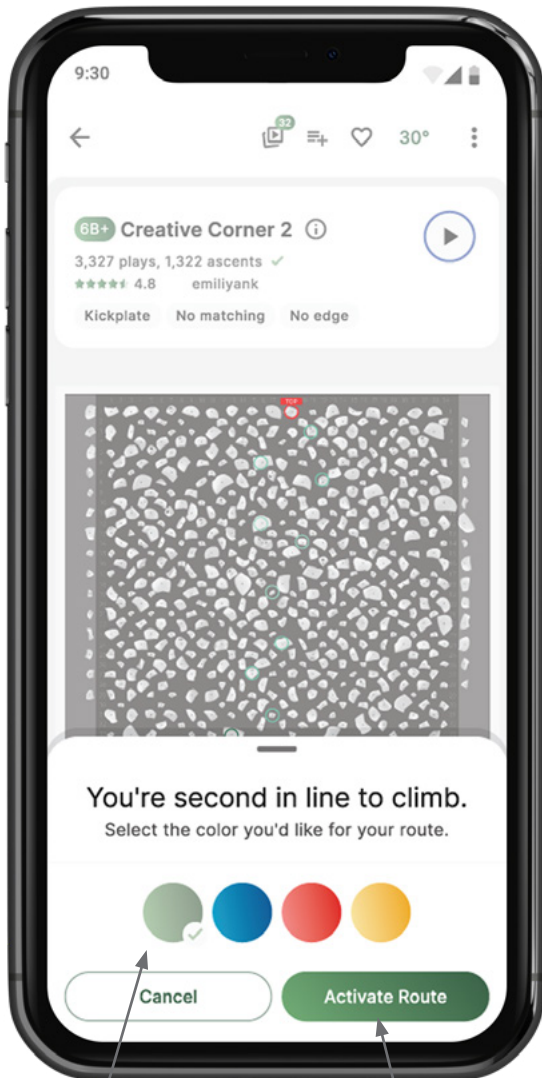 9:30
32
30°
6B+ Creative Corner 2
3,327 plays, 1,322 ascents
4.8 emiliyank
Kickplate No matching No edge
TOP
You're second in line to climb.
Select the color you'd like for your route.
Cancel Activate Route